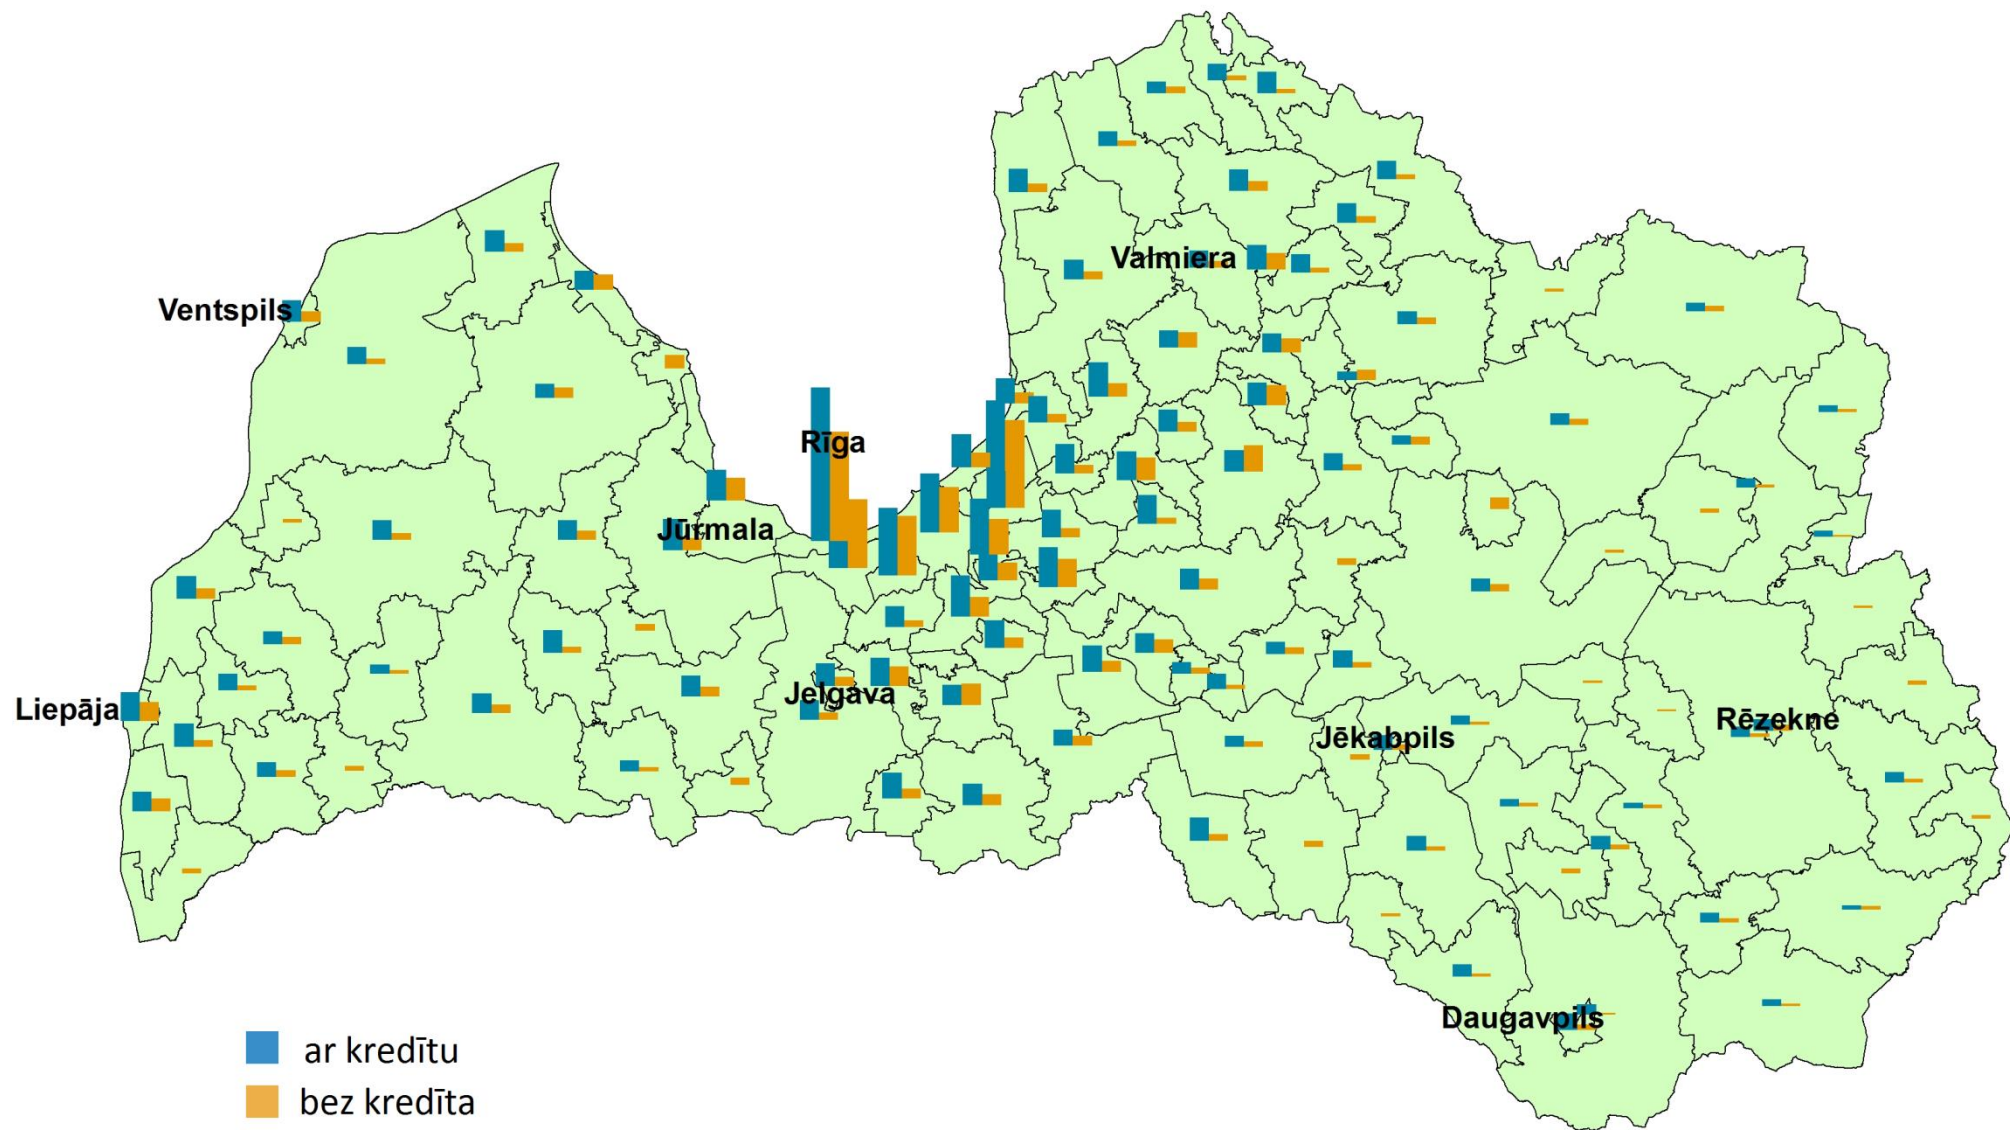 Valmiera
Ventspils
Rīga
Jūrmala
Jelgava
Liepāja
Rēzekne
Jēkabpils
Daugavpils
ar kredītu
bez kredīta